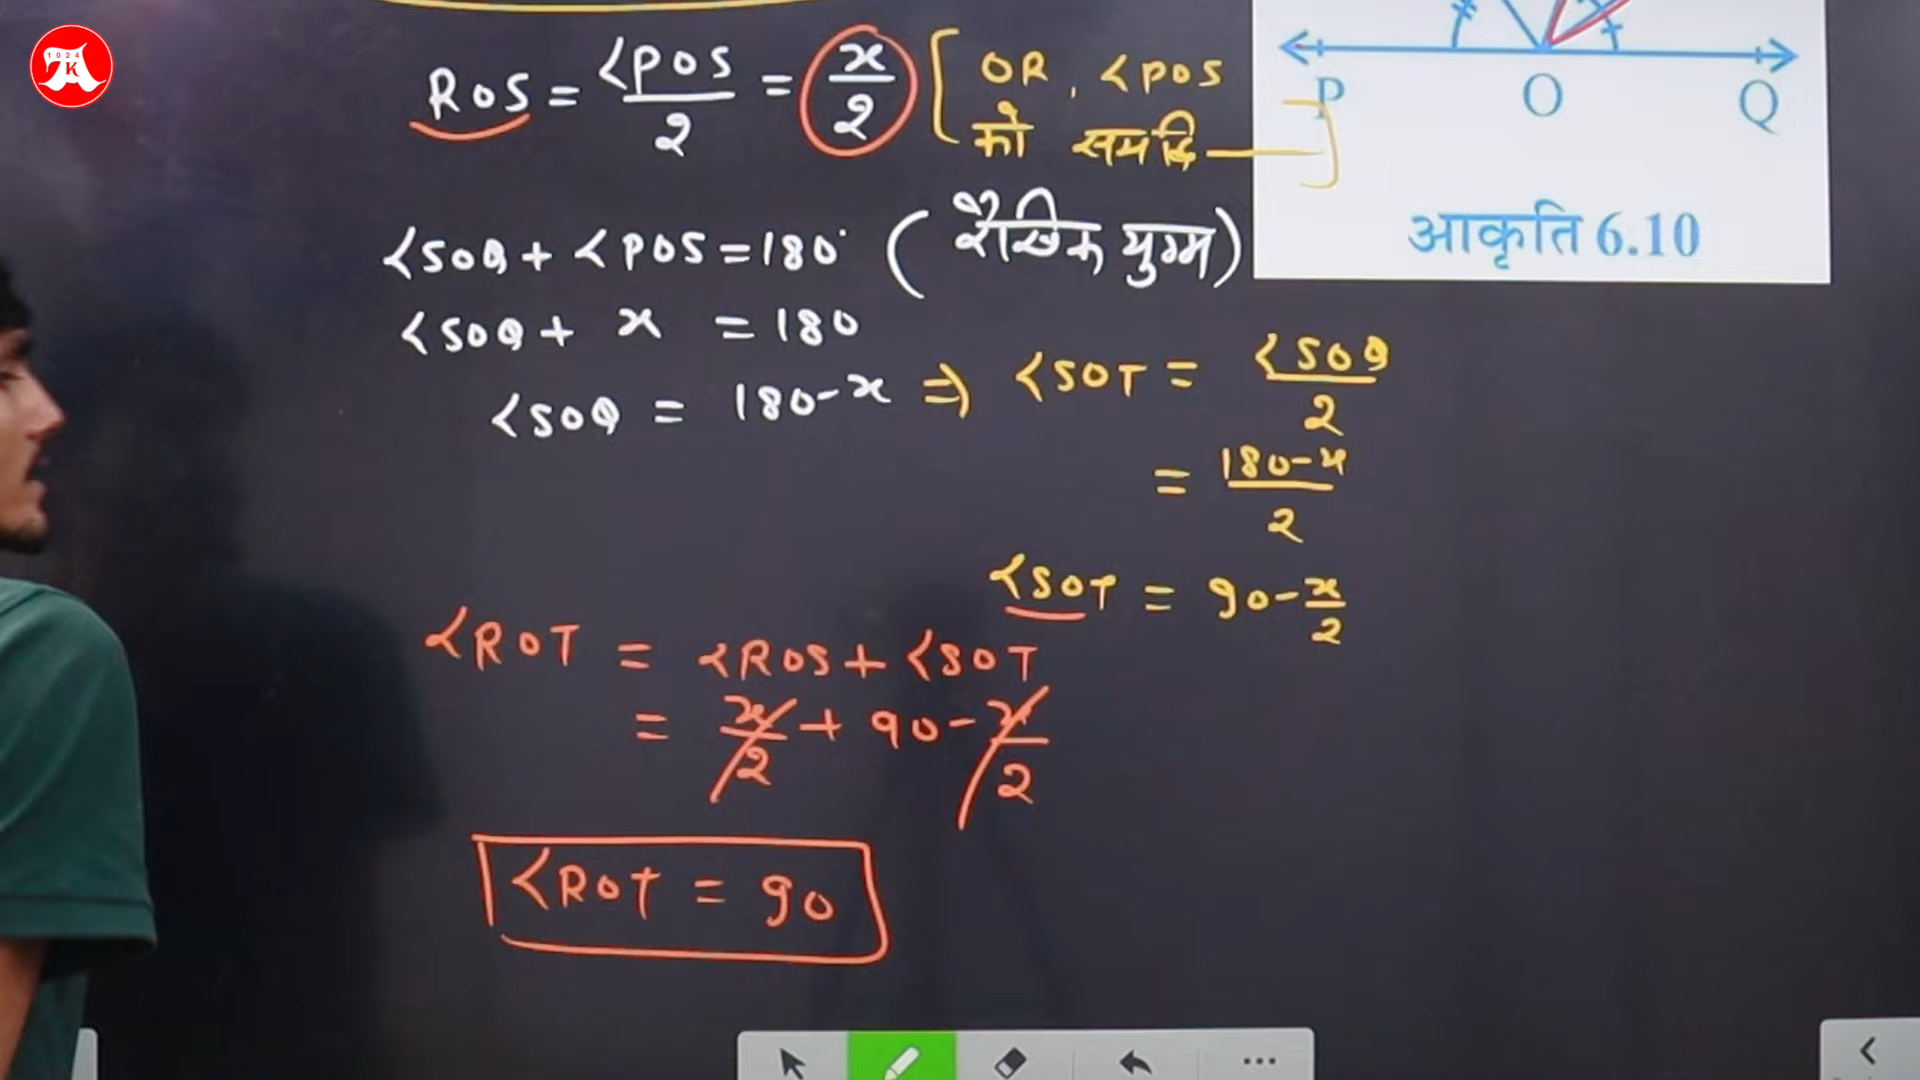 1024
K
ROS = <POS/2 = x/2 [OR, <POS
को समद्वि ]
P O Q
<SOQ + <POS = 180° (रैखिक युग्म)
आकृति 6.10
<SOQ + x = 180
<SOQ = 180-x ⇒ <SOT = <SOQ/2
= 180-x/2
<SOT = 90-x/2
<ROT = <ROS + <SOT
= x/2 + 90 - x/2
<ROT = 90